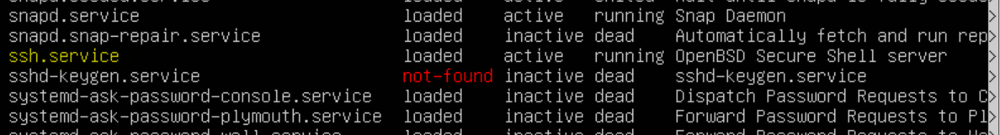 snapd.service loaded active running Snap Daemon >
snapd.snap-repair.service loaded inactive dead Automatically fetch and run rep>
ssh.service loaded active running OpenBSD Secure Shell server >
sshd-keygen.service not-found inactive dead sshd-keygen.service >
systemd-ask-password-console.service loaded inactive dead Dispatch Password Requests to C>
systemd-ask-password-plymouth.service loaded inactive dead Forward Password Requests to Pl>